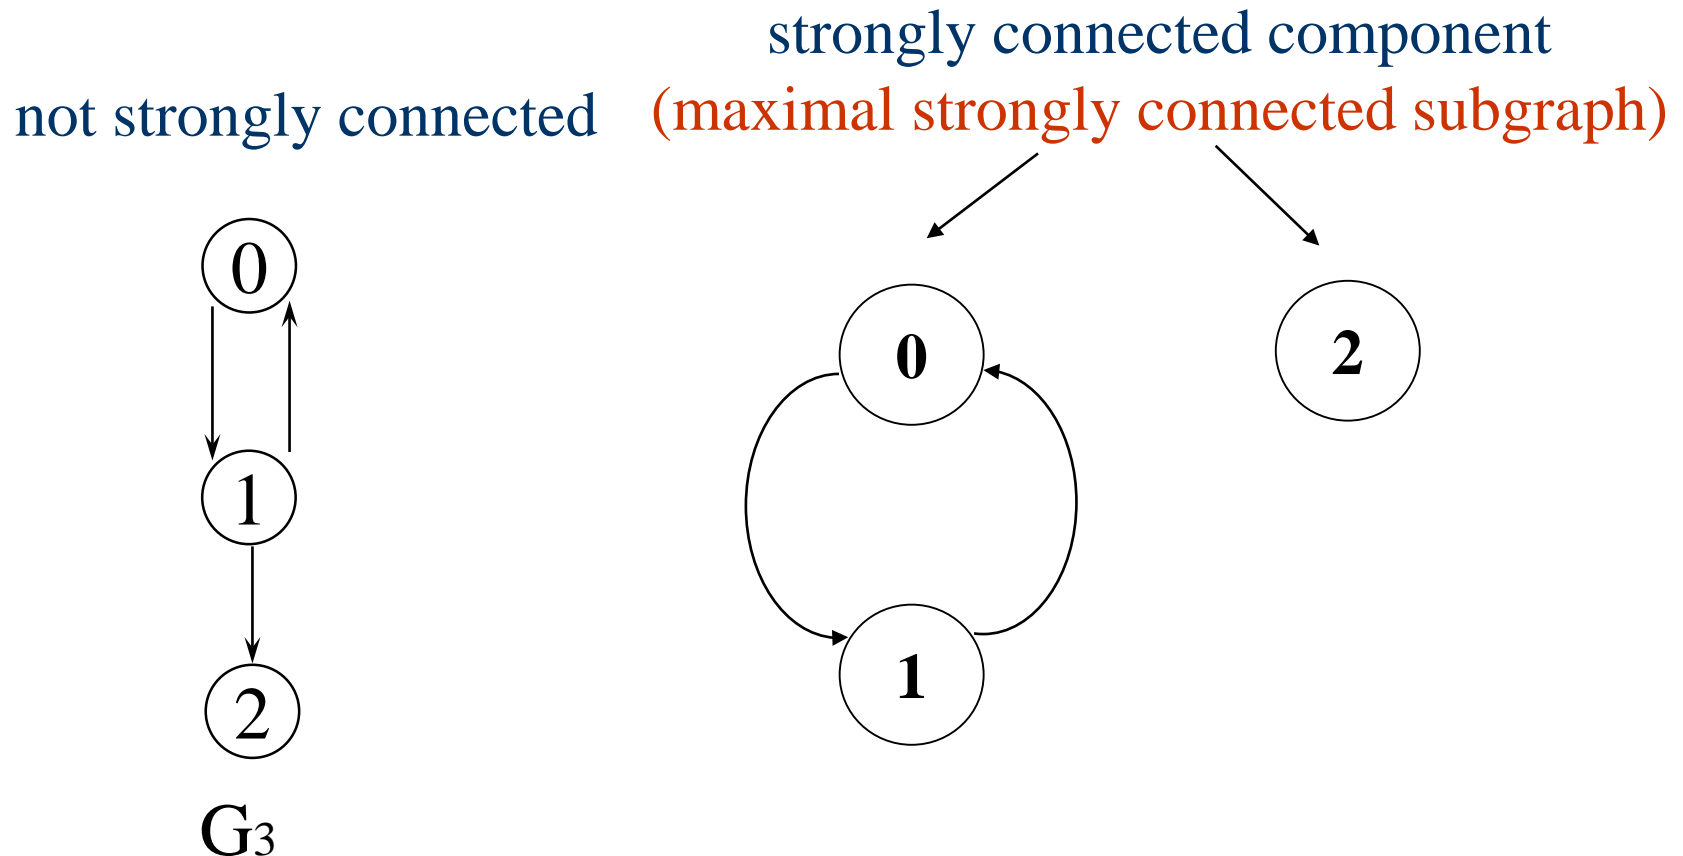 strongly connected component
not strongly connected
(maximal strongly connected subgraph)
0
1
2
G3
0
2
1